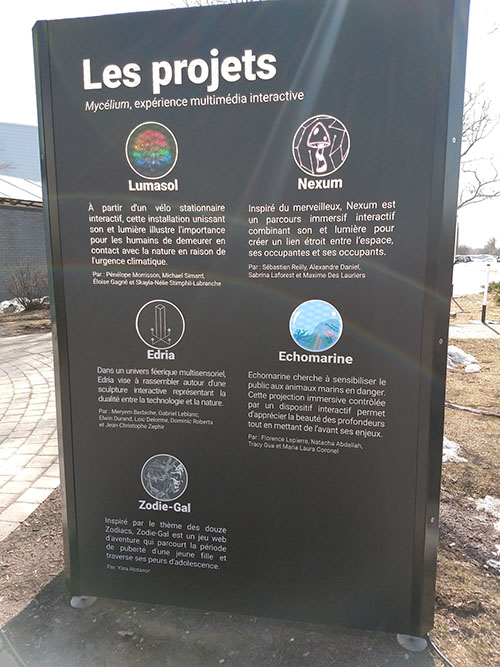 Les projets
Mycélium, expérience multimédia interactive
Lumasol
À partir d'un vélo stationnaire
interactif, cette installation unissant
son et lumière illustre l'importance
pour les humains de demeurer en
contact avec la nature en raison de
l'urgence climatique.
Par : Pénélope Morrisson, Michael Simard,
Éloïse Gagné et Skayla-Nélie Stimphil-Labranche
Nexum
Inspiré du merveilleux, Nexum est
un parcours immersif interactif
combinant son et lumière pour
créer un lien étroit entre l'espace,
ses occupantes et ses occupants.
Par : Sébastien Reilly, Alexandre Daniel,
Sabrina Laforest et Maxime Des Lauriers
Edria
Dans un univers féerique multisensoriel,
Edria vise à rassembler autour d'une
sculpture interactive représentant la
dualité entre la technologie et la nature.
Par : Meryem Berbiche, Gabriel Leblanc,
Elwin Durand, Loïc Delorme, Dominic Roberta
et Jean-Christophe Zephir
Echomarine
Echomarine cherche à sensibiliser le
public aux animaux marins en danger.
Cette projection immersive contrôlée
par un dispositif interactif permet
d'apprécier la beauté des profondeurs
tout en mettant de l'avant ses enjeux.
Par : Florence Lapierre, Natacha Abdallah,
Tracy Gua et Maria Laura Coronel
Zodie-Gal
Inspiré par le thème des douze
Zodiacs, Zodie-Gal est un jeu web
d'aventure qui parcourt la période
de puberté d'une jeune fille et
traverse ses peurs d'adolescence.
Par : Yara Abdanor